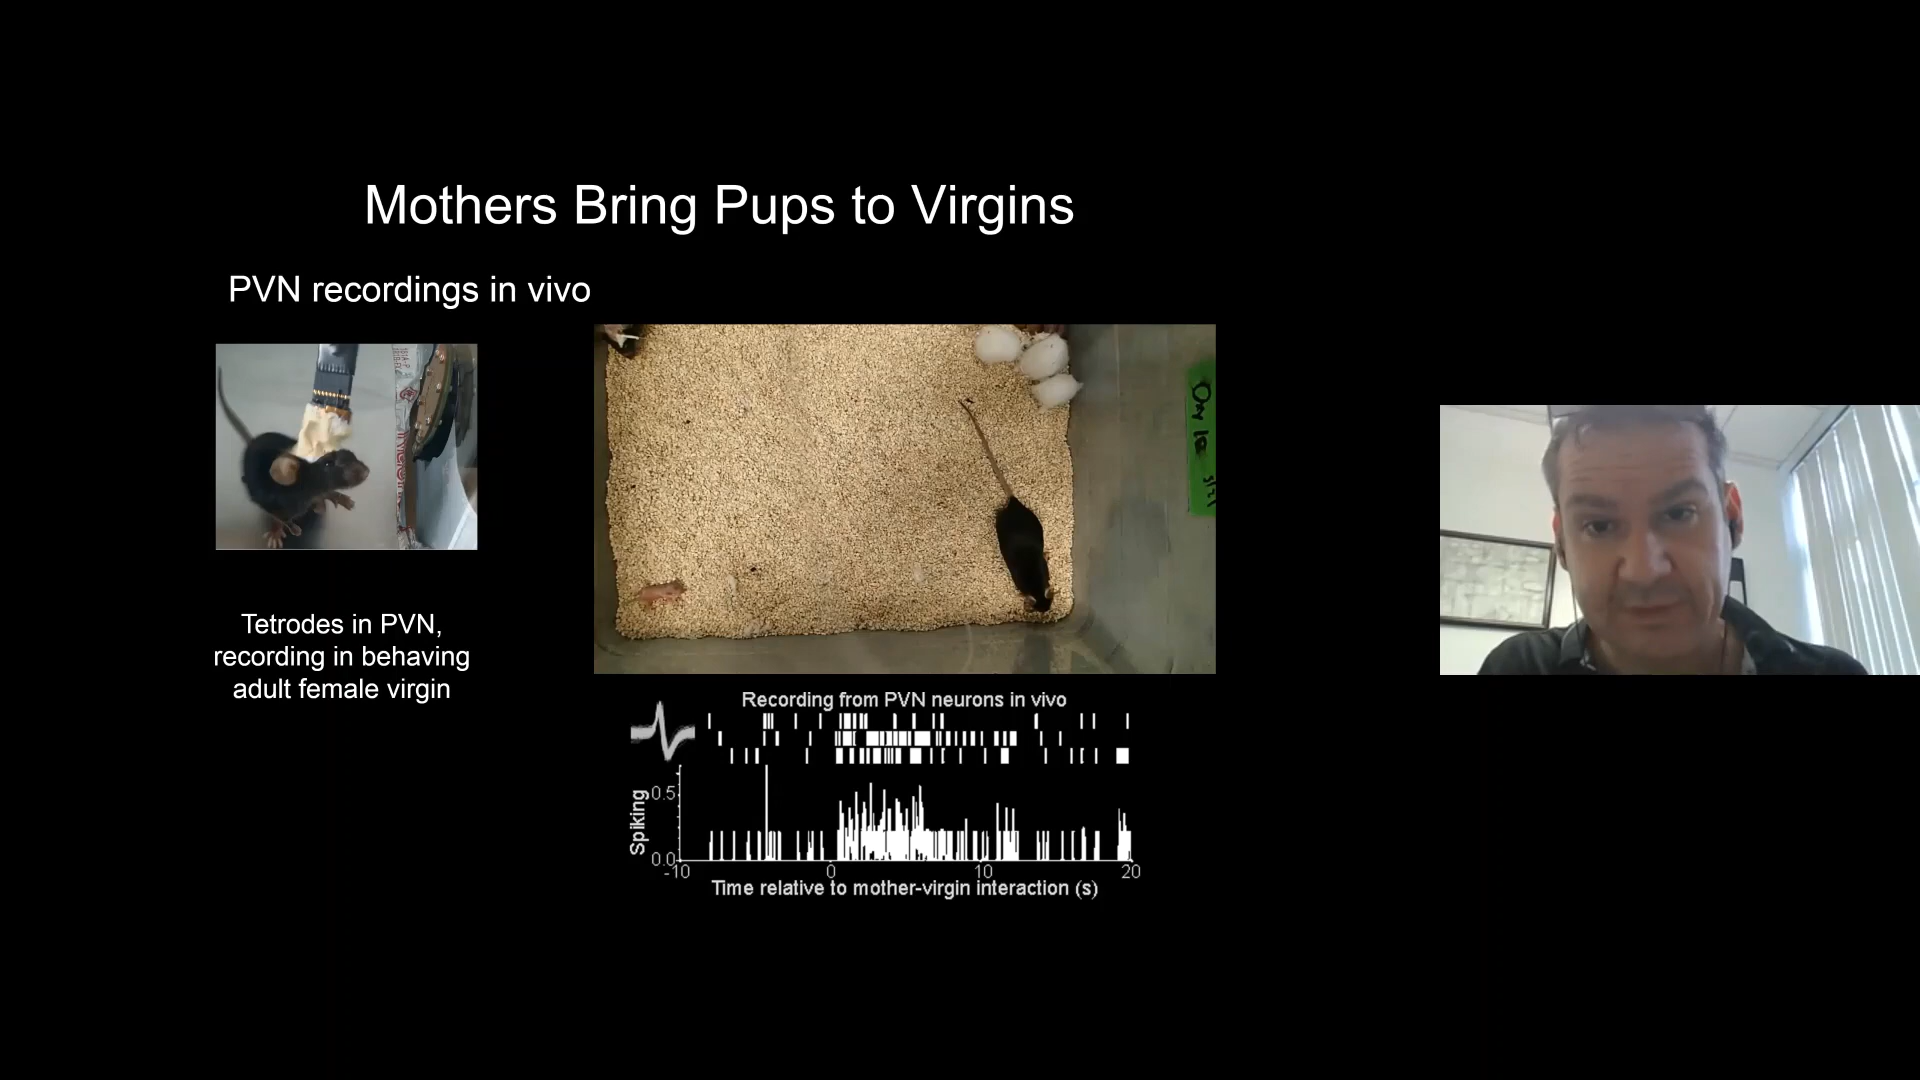 Mothers Bring Pups to Virgins
PVN recordings in vivo
Tetrodes in PVN,
recording in behaving
adult female virgin
Recording from PVN neurons in vivo
Spiking
0.5
0.0
-10
0
10
20
Time relative to mother-virgin interaction (s)